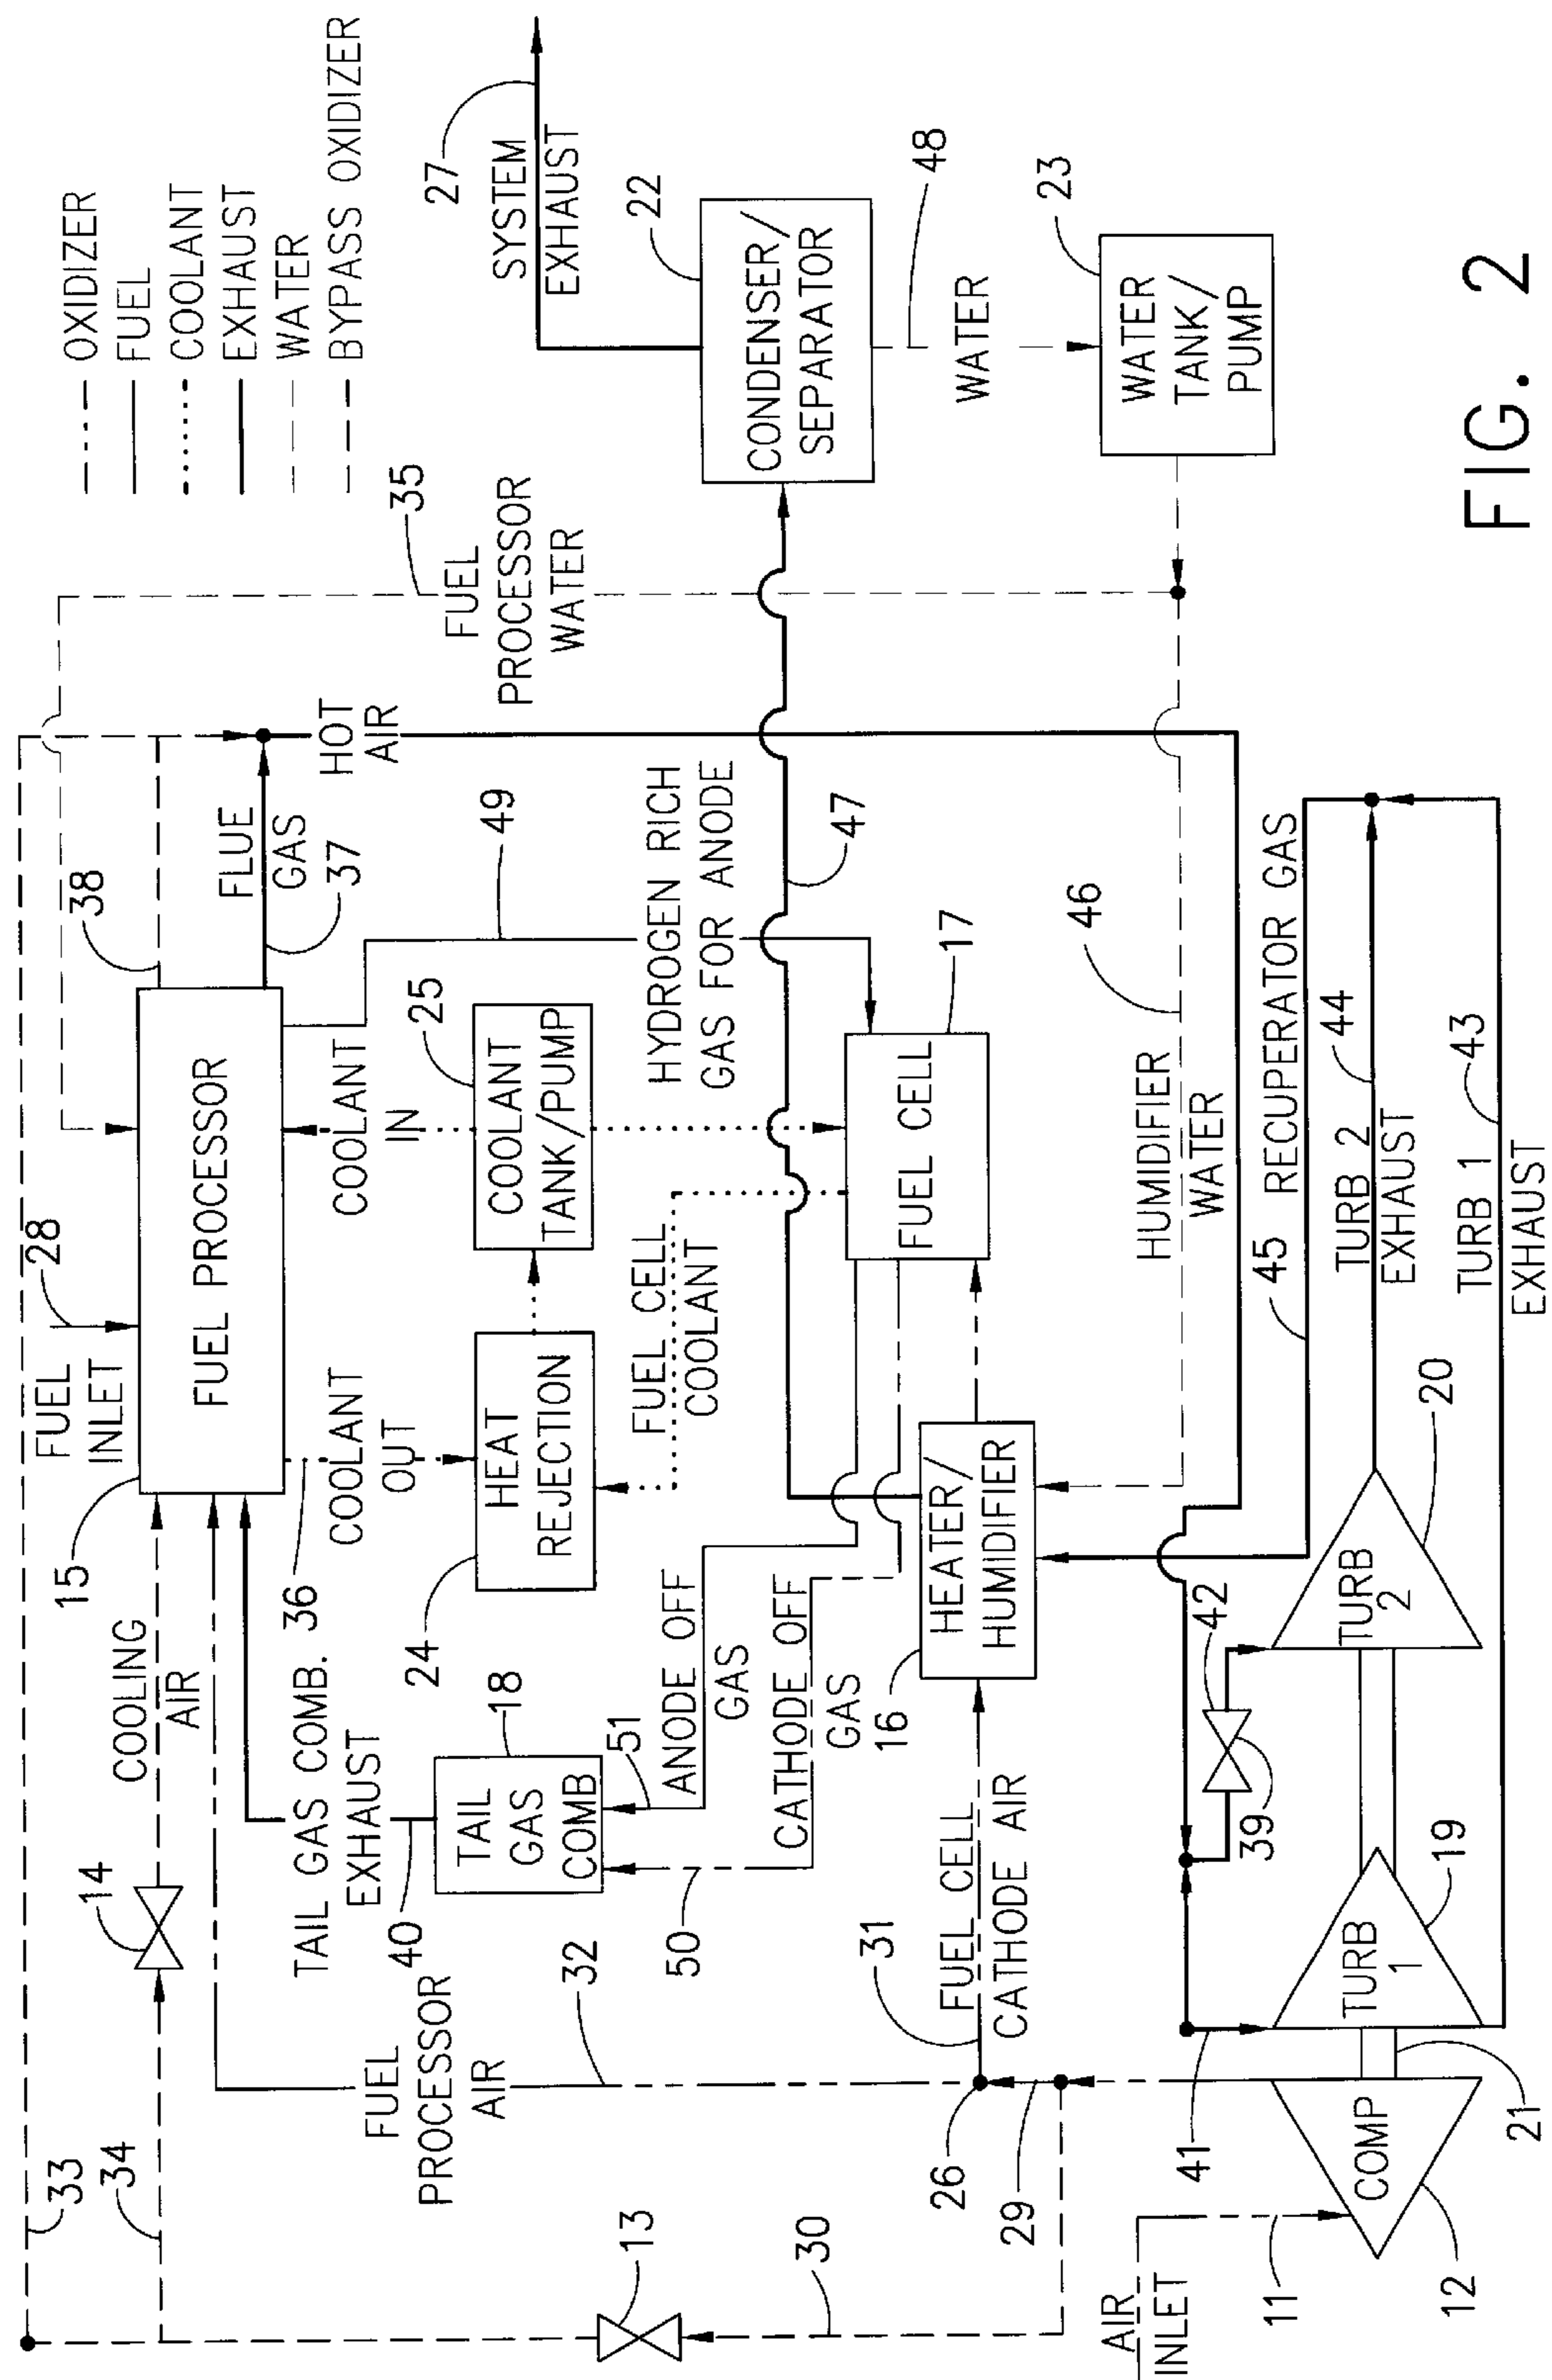 OXIDIZER
FUEL
COOLANT
EXHAUST
WATER
BYPASS OXIDIZER
33
34
14
COOLING
AIR
15
FUEL
INLET
28
FUEL PROCESSOR
38
FLUE
GAS
37
HOT
AIR
35
FUEL
PROCESSOR
WATER
27
SYSTEM
EXHAUST
13
30
FUEL
PROCESSOR
AIR
32
TAIL GAS COMB.
EXHAUST
40
36
COOLANT
OUT
COOLANT
IN
49
24
HEAT
REJECTION
25
COOLANT
TANK/PUMP
18
TAIL
GAS
COMB
50
51
ANODE OFF
GAS
CATHODE OFF
GAS
FUEL CELL
COOLANT
HYDROGEN RICH
GAS FOR ANODE
47
17
FUEL CELL
22
CONDENSER/
SEPARATOR
48
WATER
23
WATER
TANK/
PUMP
26
29
31
FUEL CELL
CATHODE AIR
16
HEATER/
HUMIDIFIER
HUMIDIFIER
WATER
46
AIR
INLET
11
12
COMP
21
41
TURB
1
19
39
42
TURB
2
20
45
RECUPERATOR GAS
TURB 2
EXHAUST
44
TURB 1
EXHAUST
43
FIG. 2